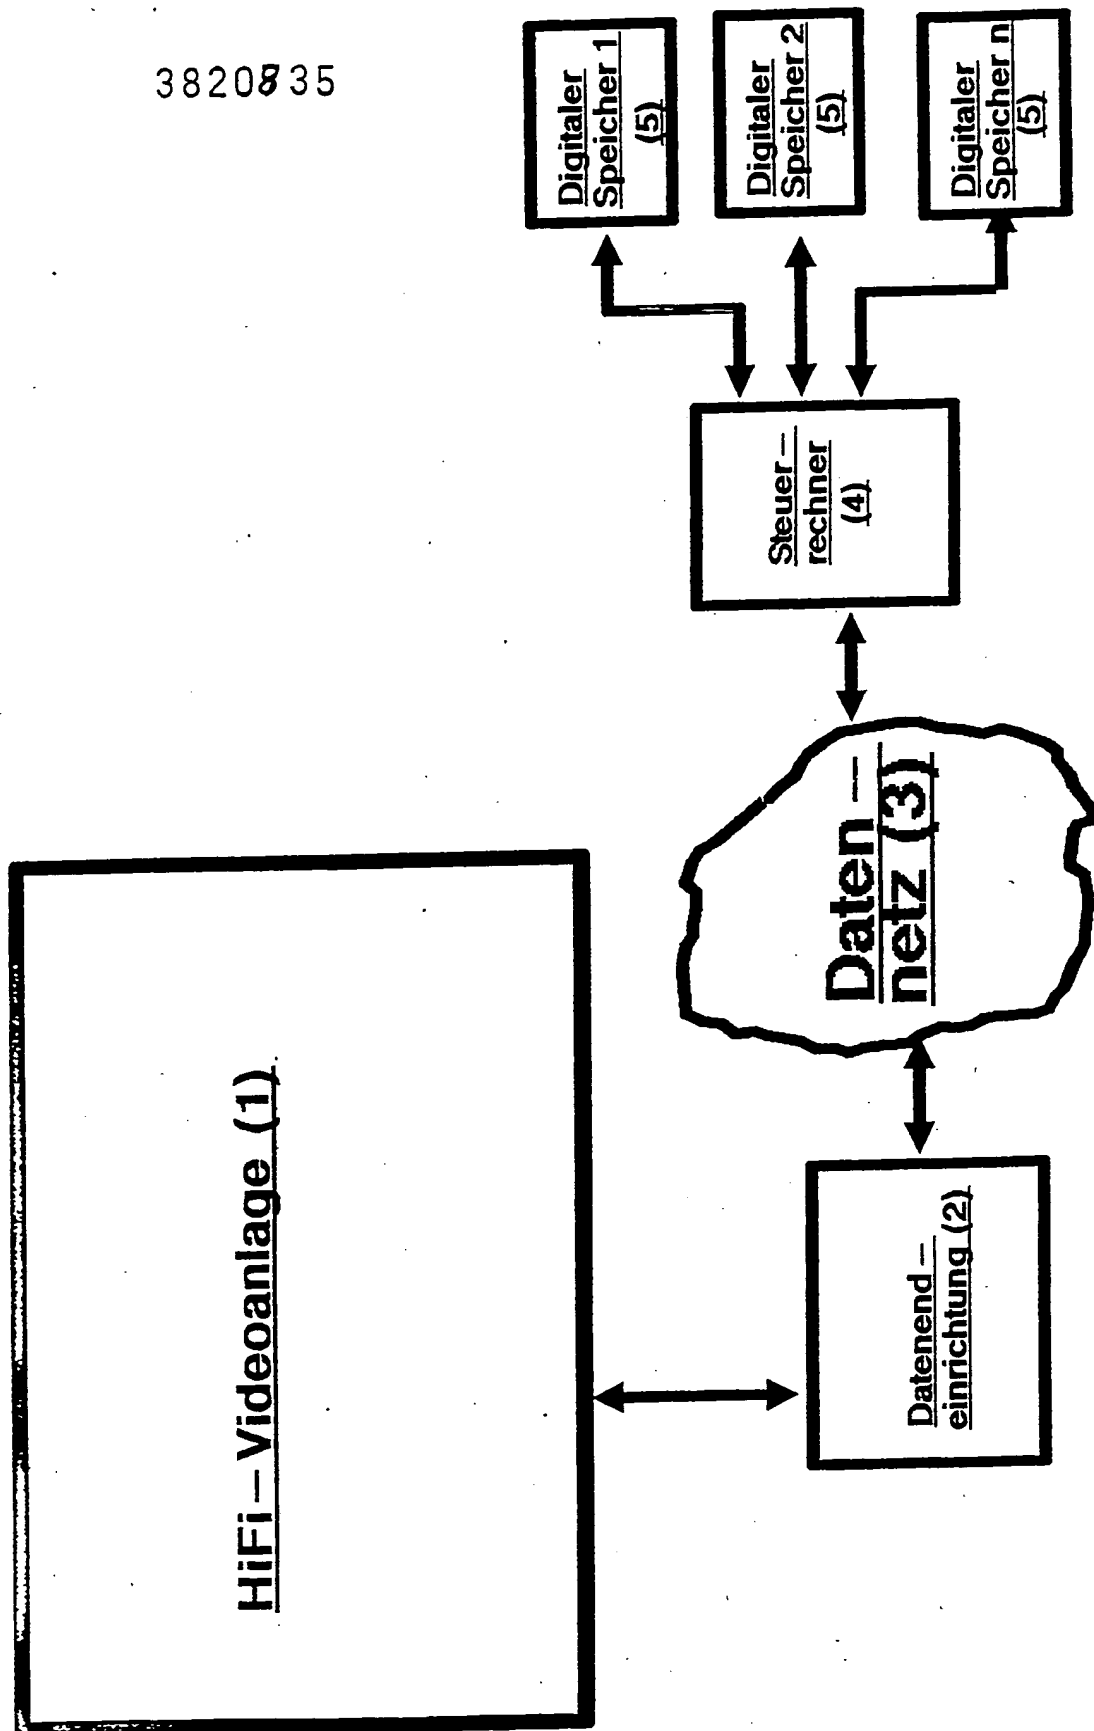 3820835
Digitaler
Speicher 1
(5)
Digitaler
Speicher 2
(5)
Digitaler
Speicher n
(5)
Steuer–
rechner
(4)
Daten–
netz (3)
HiFi–Videoanlage (1)
Datenend–
einrichtung (2)